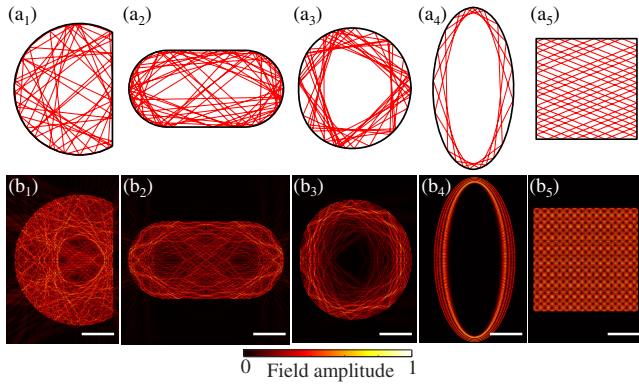 (a₁) (a₂) (a₃) (a₄) (a₅)
(b₁) (b₂) (b₃) (b₄) (b₅)
0 Field amplitude 1